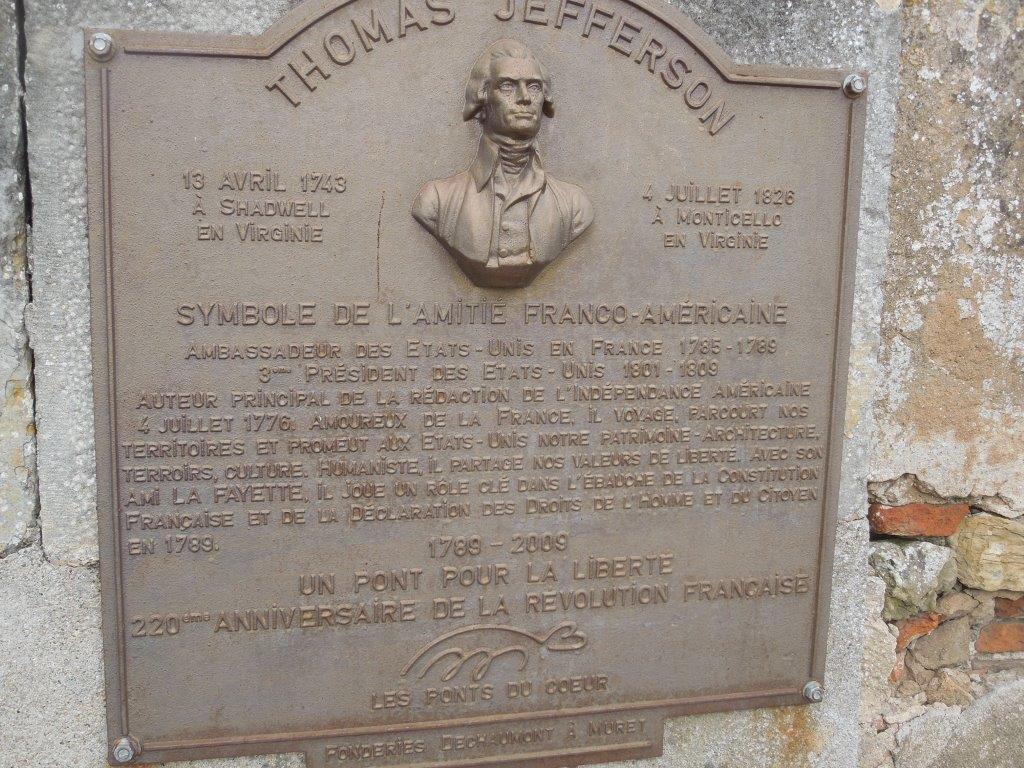 THOMAS JEFFERSON
13 AVRIL 1743
À SHADWELL
EN VIRGINIE
4 JUILLET 1826
À MONTICELLO
EN VIRGINIE
SYMBOLE DE L'AMITIÉ FRANCO-AMÉRICAINE
AMBASSADEUR DES ETATS-UNIS EN FRANCE 1785-1789
3ème PRÉSIDENT DES ETATS-UNIS 1801-1809
AUTEUR PRINCIPAL DE LA RÉDACTION DE L'INDÉPENDANCE AMÉRICAINE
4 JUILLET 1776. AMOUREUX DE LA FRANCE, IL VOYAGE, PARCOURT NOS
TERRITOIRES ET PROMEUT AUX ETATS-UNIS NOTRE PATRIMOINE-ARCHITECTURE,
TERROIRS, CULTURE. HUMANISTE, IL PARTAGE NOS VALEURS DE LIBERTÉ. AVEC SON
AMI LA FAYETTE, IL JOUE UN RÔLE CLÉ DANS L'ÉBAUCHE DE LA CONSTITUTION
FRANÇAISE ET DE LA DÉCLARATION DES DROITS DE L'HOMME ET DU CITOYEN
EN 1789.
1789 - 2009
UN PONT POUR LA LIBERTÉ
220ème ANNIVERSAIRE DE LA RÉVOLUTION FRANÇAISE
LES PONTS DU COEUR
FONDERIES DECHAUMONT À MURET